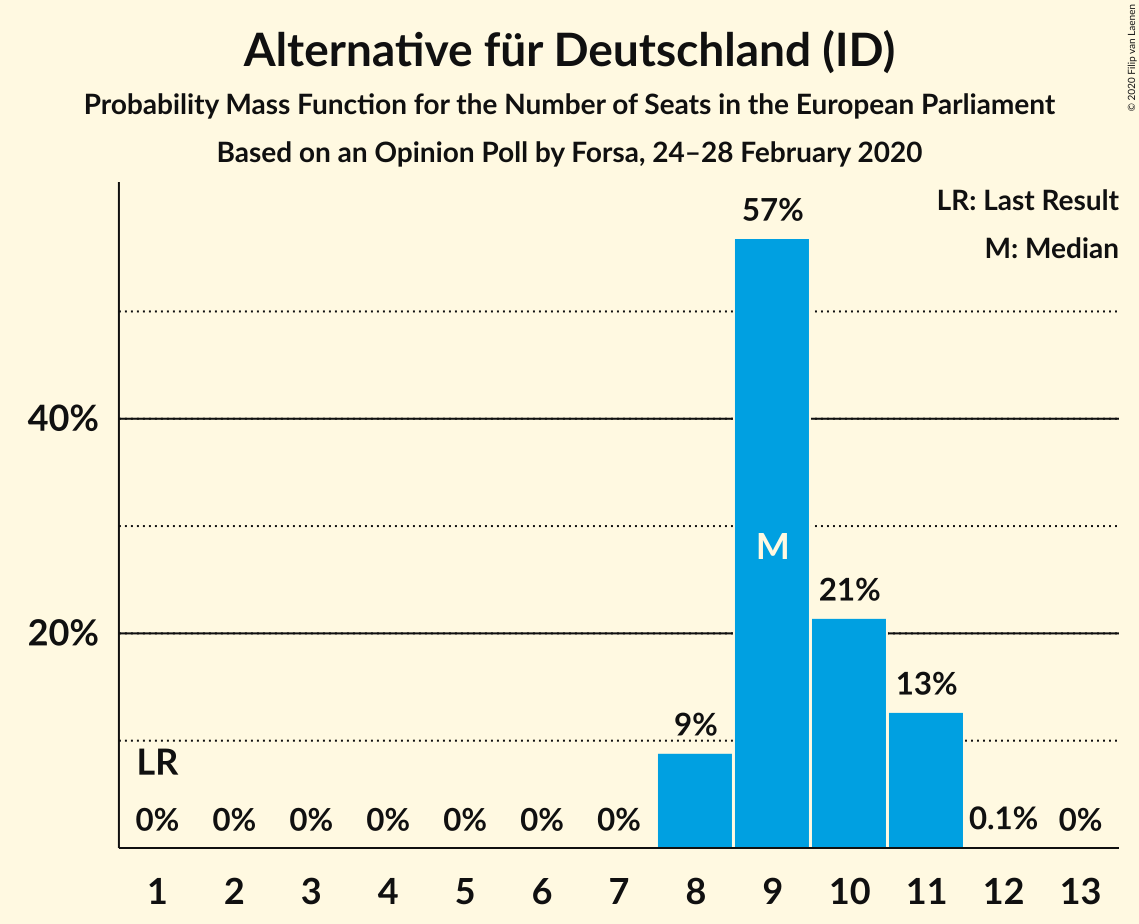 Alternative für Deutschland (ID)
Probability Mass Function for the Number of Seats in the European Parliament
Based on an Opinion Poll by Forsa, 24–28 February 2020
© 2020 Filip van Laenen
LR: Last Result
M: Median
57%
40%
M
21%
20%
13%
9%
LR
0% 0% 0% 0% 0% 0% 0% 0.1% 0%
1 2 3 4 5 6 7 8 9 10 11 12 13